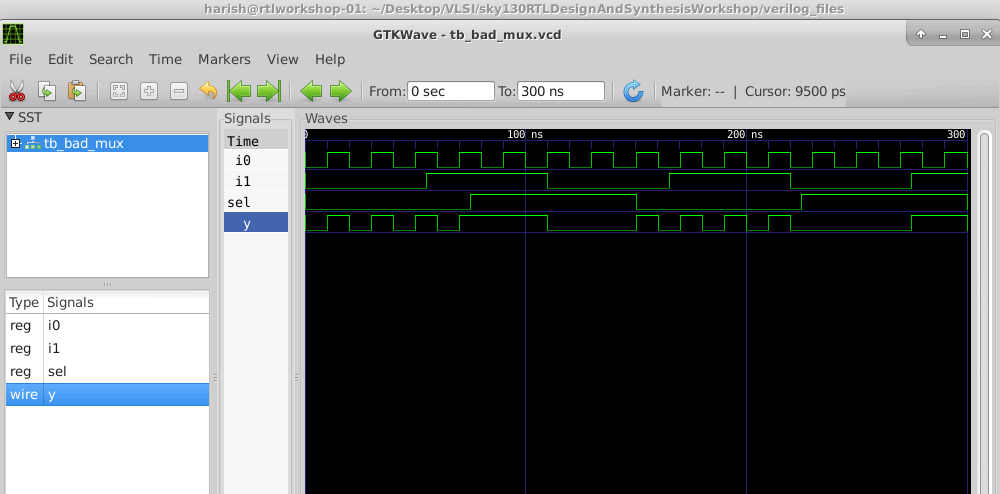 harish@rtlworkshop-01: ~/Desktop/VLSI/sky130RTLDesignAndSynthesisWorkshop/verilog_files
GTKWave - tb_bad_mux.vcd
File Edit Search Time Markers View Help
From: 0 sec To: 300 ns Marker: -- | Cursor: 9500 ps
SST
tb_bad_mux
Type Signals
reg i0
reg i1
reg sel
wire y
Signals
Time
i0
i1
sel
y
Waves
0 100 ns 200 ns 300